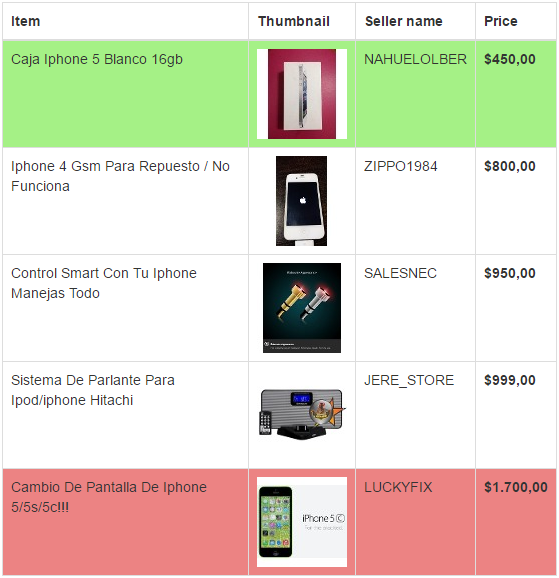 Item Thumbnail Seller name Price
Caja Iphone 5 Blanco 16gb NAHUELOLBER $450,00
Iphone 4 Gsm Para Repuesto / No ZIPPO1984 $800,00
Funciona
Control Smart Con Tu Iphone SALESNEC $950,00
Manejas Todo
Sistema De Parlante Para JERE_STORE $999,00
Ipod/iphone Hitachi
Cambio De Pantalla De Iphone LUCKYFIX $1.700,00
5/5s/5c!!!
iPhone 5C